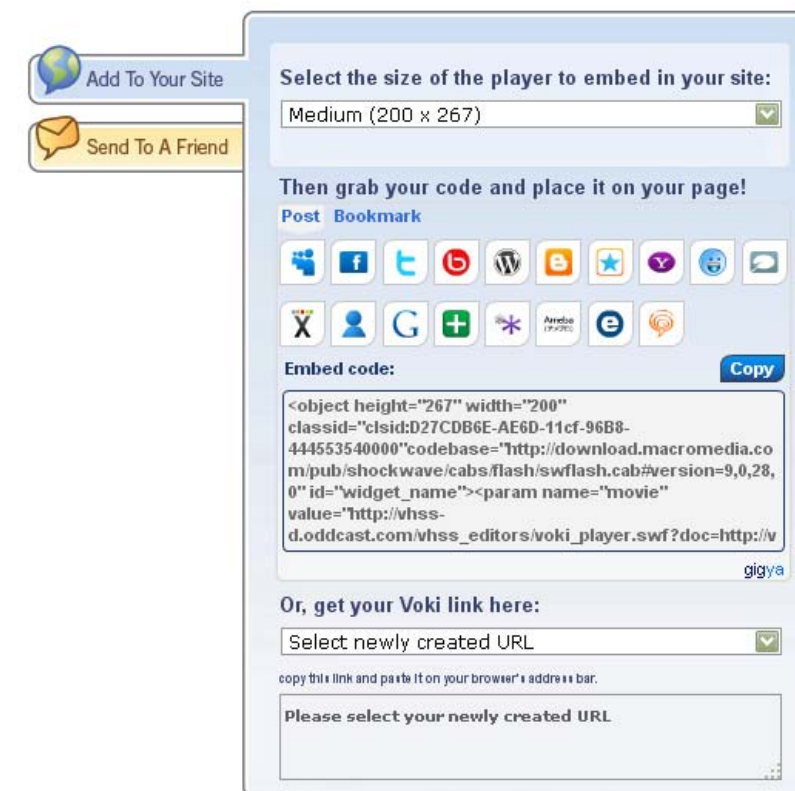 Add To Your Site
Send To A Friend
Select the size of the player to embed in your site:
Medium (200 x 267)
Then grab your code and place it on your page!
Post Bookmark
Embed code:
Copy
<object height="267" width="200"
classid="clsid:D27CDB6E-AE6D-11cf-96B8-
444553540000"codebase="http://download.macromedia.co
m/pub/shockwave/cabs/flash/swflash.cab#version=9,0,28,
0" id="widget_name"><param name="movie"
value="http://vhss-
d.oddcast.com/vhss_editors/voki_player.swf?doc=http://v
gigya
Or, get your Voki link here:
Select newly created URL
copy this link and paste it on your browser's address bar.
Please select your newly created URL